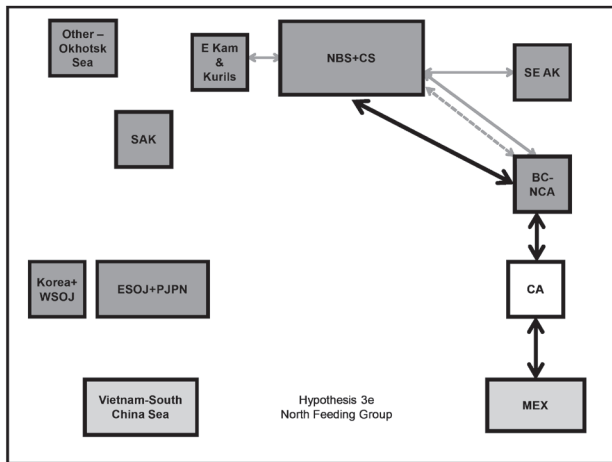 Other –
Okhotsk
Sea
E Kam
&
Kurils
NBS+CS
SE AK
SAK
BC-
NCA
Korea+
WSOJ
ESOJ+PJPN
CA
Vietnam-South
China Sea
Hypothesis 3e
North Feeding Group
MEX